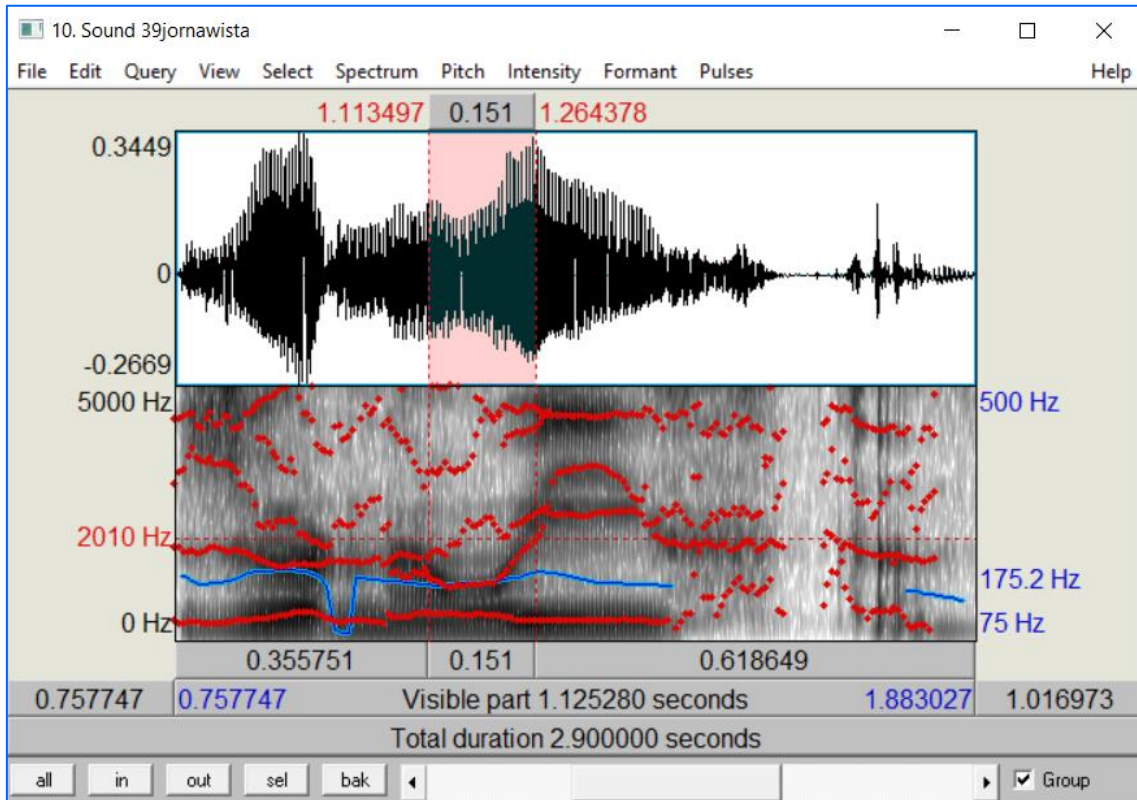 10. Sound 39jornawista
File Edit Query View Select Spectrum Pitch Intensity Formant Pulses Help
1.113497 0.151 1.264378
0.3449
0
-0.2669
5000 Hz 500 Hz
2010 Hz
175.2 Hz
0 Hz 75 Hz
0.355751 0.151 0.618649
0.757747 0.757747 Visible part 1.125280 seconds 1.883027 1.016973
Total duration 2.900000 seconds
all in out sel bak Group